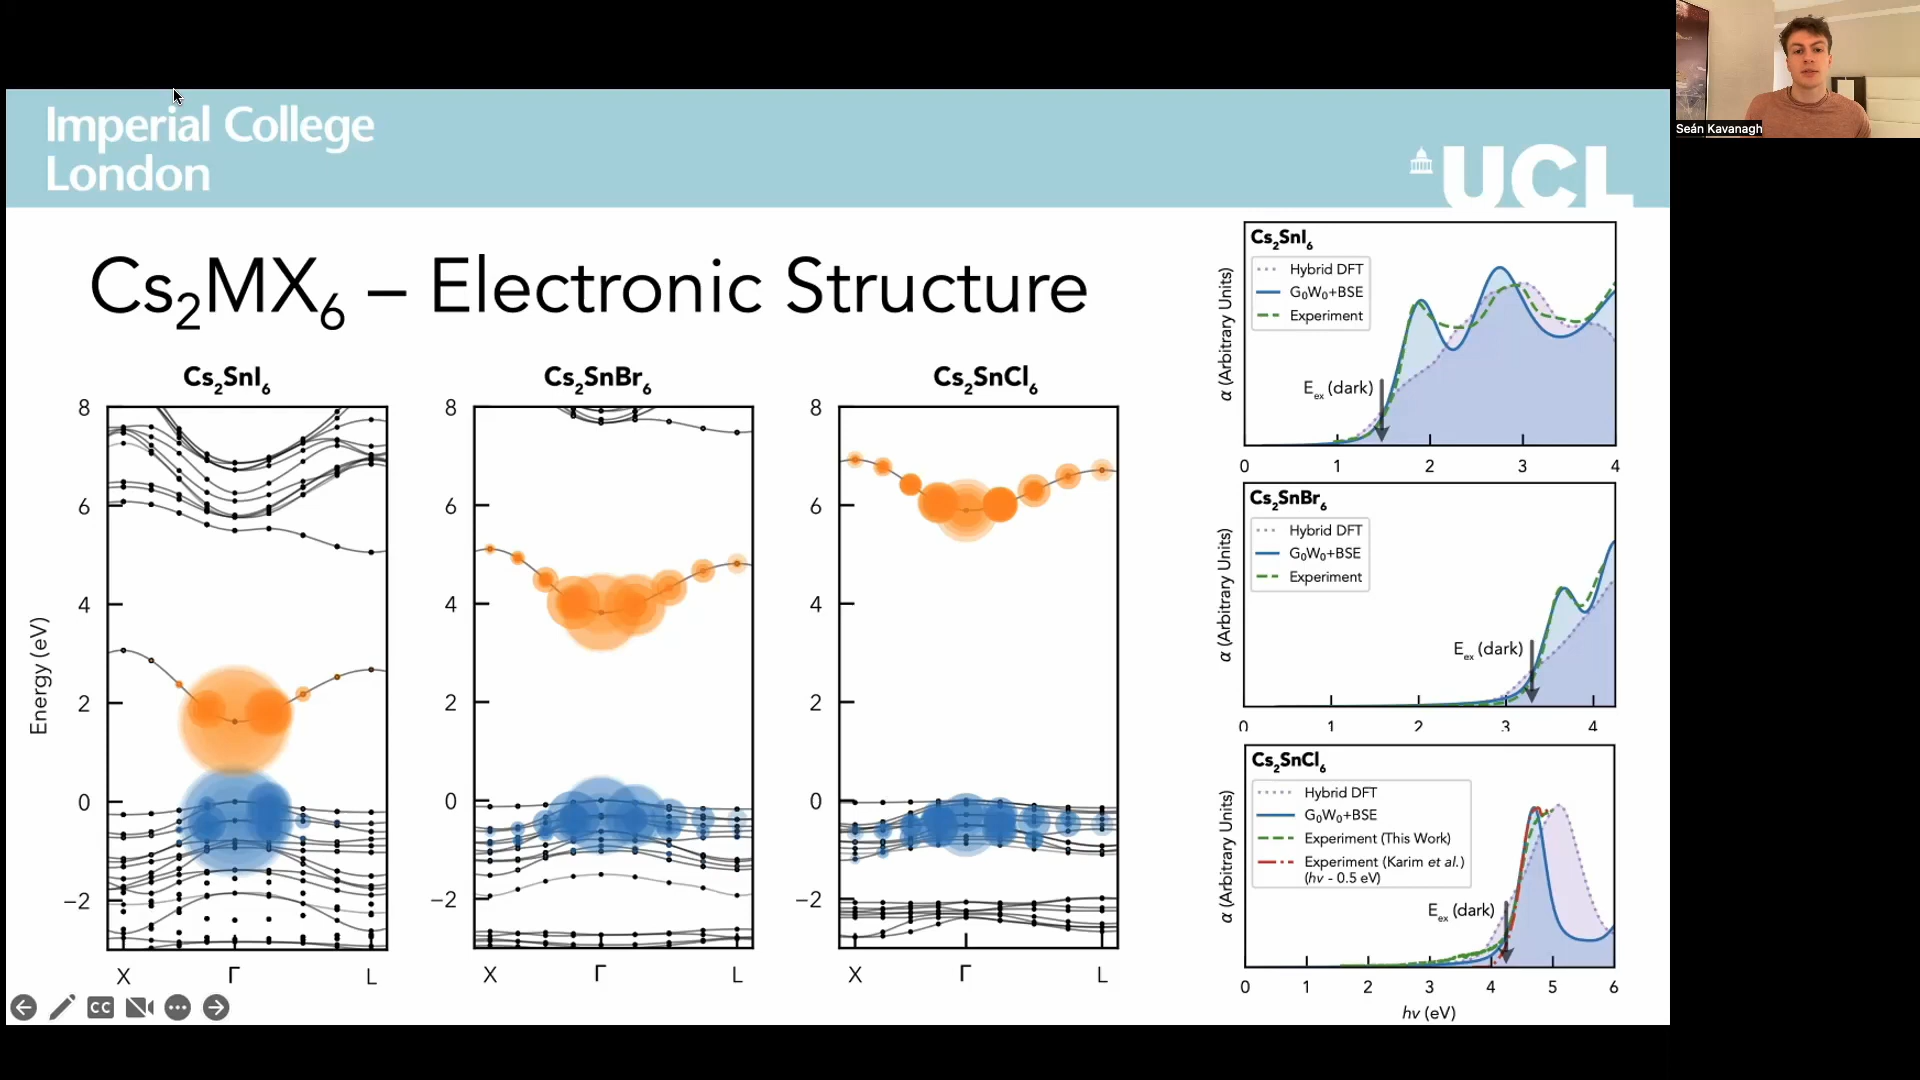 Imperial College
London
UCL
Seán Kavanagh
Cs2MX6 – Electronic Structure
Cs2SnI6
Cs2SnBr6
Cs2SnCl6
Energy (eV)
8
6
4
2
0
−2
X Γ L
8
6
4
2
0
−2
X Γ L
8
6
4
2
0
−2
X Γ L
Cs2SnI6
Hybrid DFT
G0W0+BSE
Experiment
Eex (dark)
α (Arbitrary Units)
0 1 2 3 4
Cs2SnBr6
Hybrid DFT
G0W0+BSE
Experiment
Eex (dark)
α (Arbitrary Units)
0 1 2 3 4
Cs2SnCl6
Hybrid DFT
G0W0+BSE
Experiment (This Work)
Experiment (Karim et al.)
(hν - 0.5 eV)
Eex (dark)
α (Arbitrary Units)
0 1 2 3 4 5 6
hν (eV)
CC